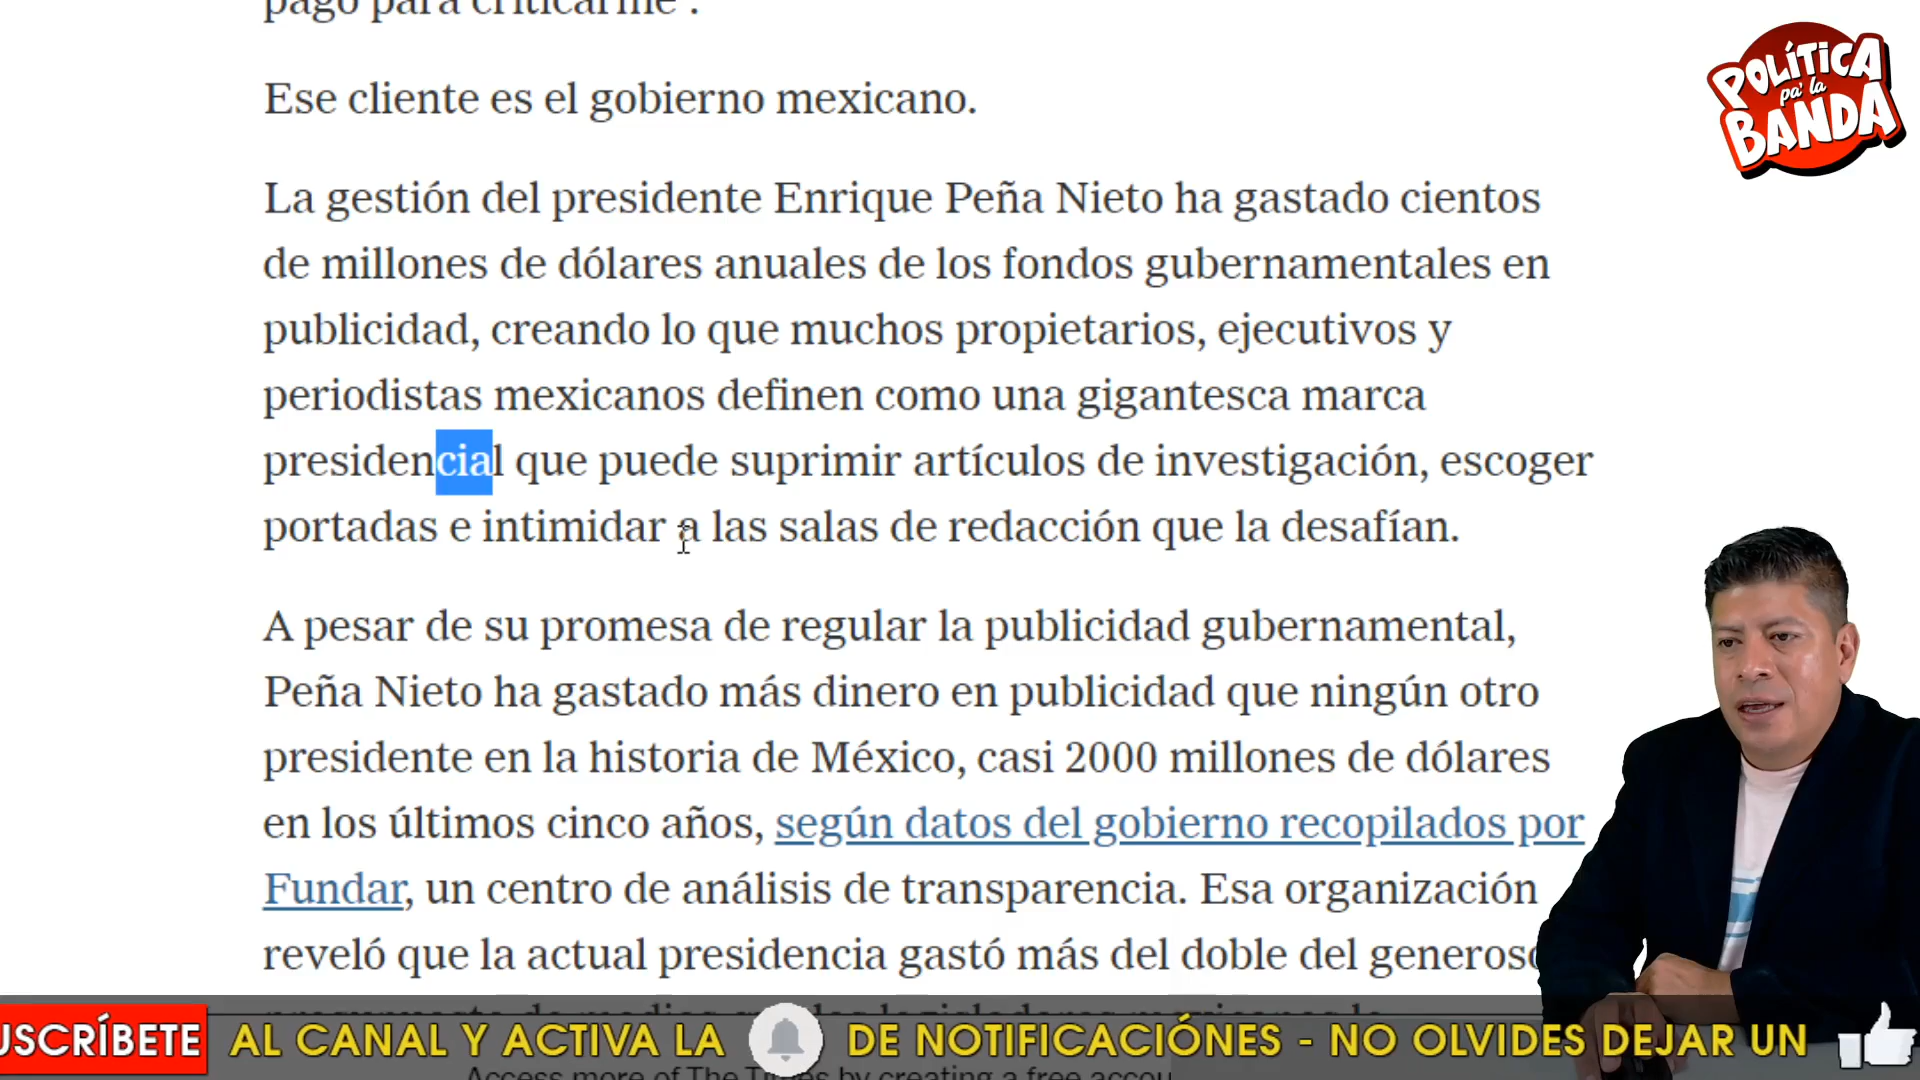 pago para criticarme".
POLÍTICA
pa' la
BANDA
Ese cliente es el gobierno mexicano.
La gestión del presidente Enrique Peña Nieto ha gastado cientos
de millones de dólares anuales de los fondos gubernamentales en
publicidad, creando lo que muchos propietarios, ejecutivos y
periodistas mexicanos definen como una gigantesca marca
presidencial que puede suprimir artículos de investigación, escoger
portadas e intimidar a las salas de redacción que la desafían.
A pesar de su promesa de regular la publicidad gubernamental,
Peña Nieto ha gastado más dinero en publicidad que ningún otro
presidente en la historia de México, casi 2000 millones de dólares
en los últimos cinco años, según datos del gobierno recopilados por
Fundar, un centro de análisis de transparencia. Esa organización
reveló que la actual presidencia gastó más del doble del generoso
USCRÍBETE AL CANAL Y ACTIVA LA DE NOTIFICACIÓNES - NO OLVIDES DEJAR UN
Access more of The Times by creating a free accou